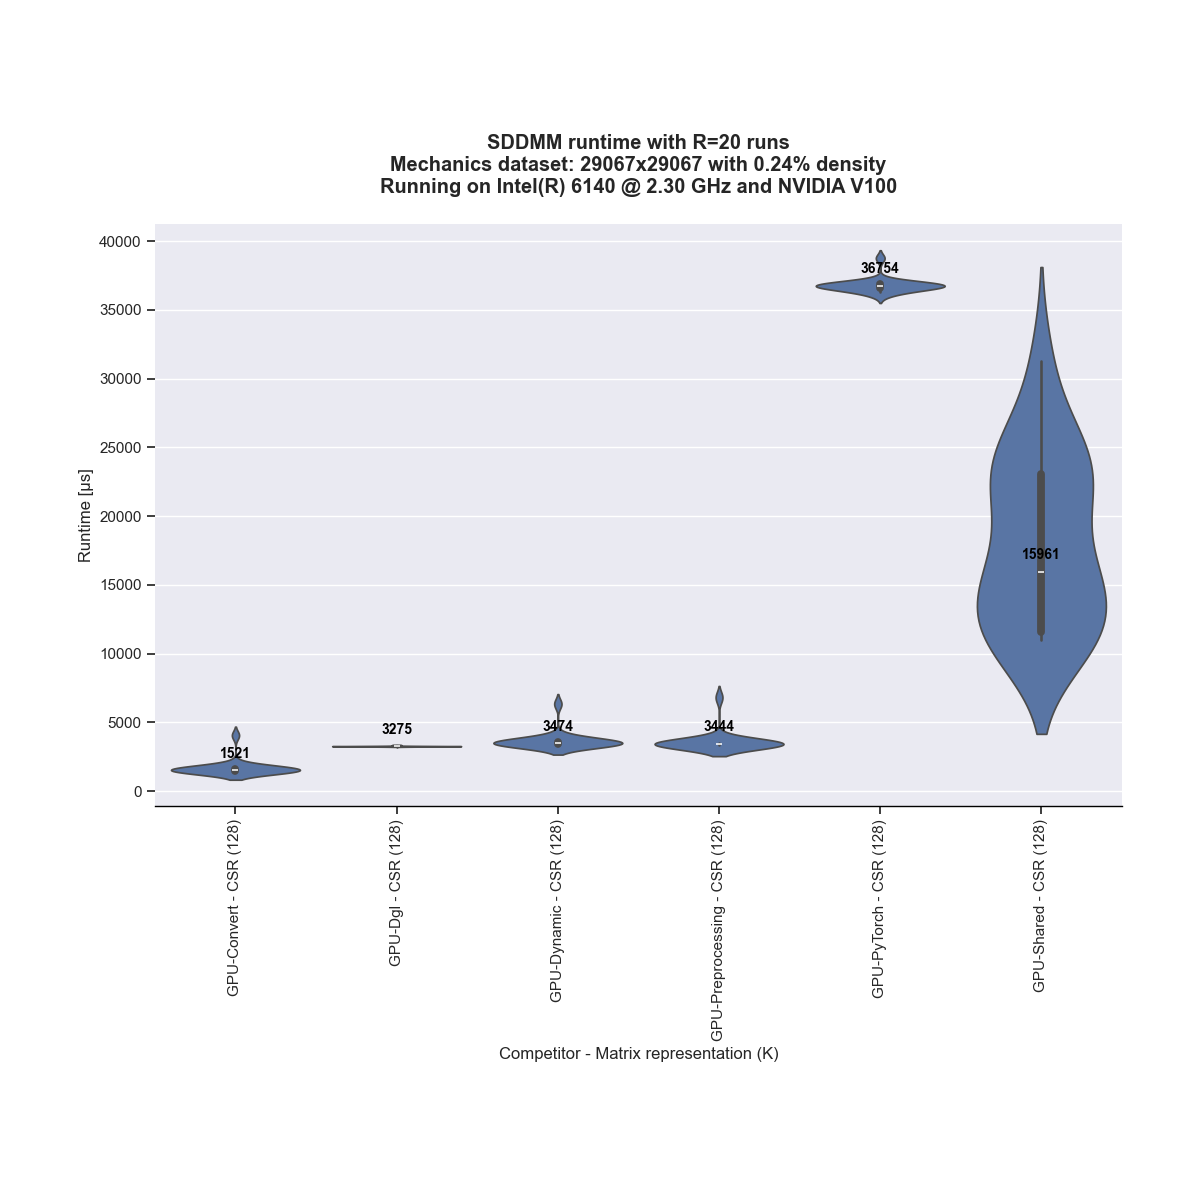 SDDMM runtime with R=20 runs
Mechanics dataset: 29067x29067 with 0.24% density
Running on Intel(R) 6140 @ 2.30 GHz and NVIDIA V100
Runtime [µs]
40000
35000
30000
25000
20000
15000
10000
5000
0
1521
3275
3474
3444
36754
15961
GPU-Convert - CSR (128)
GPU-Dgl - CSR (128)
GPU-Dynamic - CSR (128)
GPU-Preprocessing - CSR (128)
GPU-PyTorch - CSR (128)
GPU-Shared - CSR (128)
Competitor - Matrix representation (K)